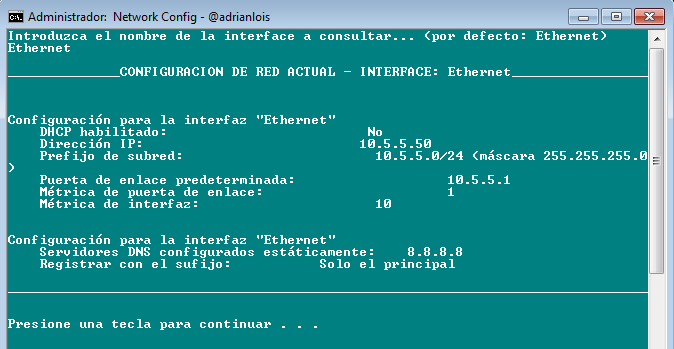 Administrador: Network Config - @adrianlois
Introduzca el nombre de la interface a consultar... (por defecto: Ethernet)
Ethernet
______________CONFIGURACION DE RED ACTUAL - INTERFACE: Ethernet_________________
Configuración para la interfaz "Ethernet"
DHCP habilitado: No
Dirección IP: 10.5.5.50
Prefijo de subred: 10.5.5.0/24 (máscara 255.255.255.0
)
Puerta de enlace predeterminada: 10.5.5.1
Métrica de puerta de enlace: 1
Métrica de interfaz: 10
Configuración para la interfaz "Ethernet"
Servidores DNS configurados estáticamente: 8.8.8.8
Registrar con el sufijo: Solo el principal
________________________________________________________________________________
Presione una tecla para continuar . . .